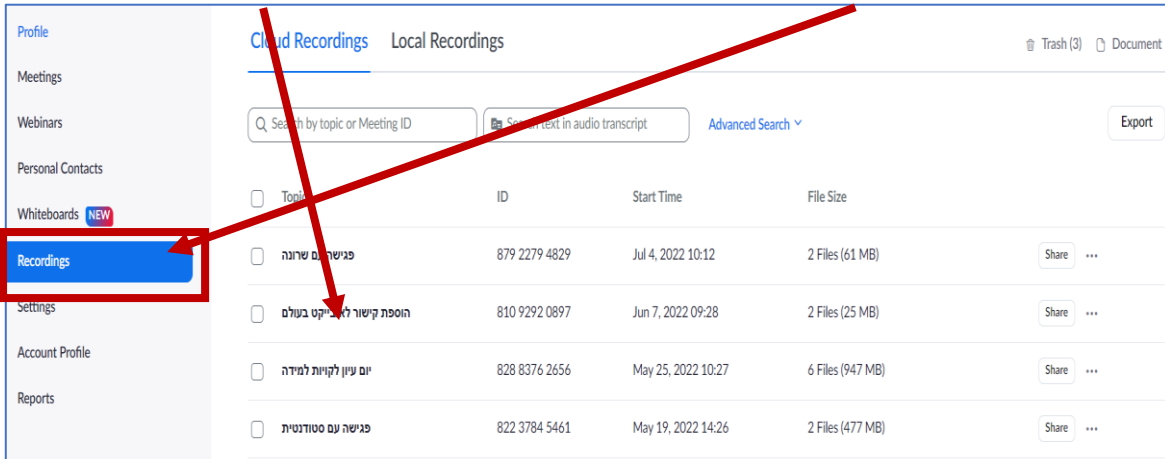 Profile
Meetings
Webinars
Personal Contacts
Whiteboards NEW
Recordings
Settings
Account Profile
Reports
Cloud Recordings Local Recordings
Trash (3) Document
Search by topic or Meeting ID Search text in audio transcript Advanced Search Export
Topic ID Start Time File Size
פגישה עם שרונה 879 2279 4829 Jul 4, 2022 10:12 2 Files (61 MB) Share
הוספת קישור לאובייקט בעולם 810 9292 0897 Jun 7, 2022 09:28 2 Files (25 MB) Share
יום עיון לקויות למידה 828 8376 2656 May 25, 2022 10:27 6 Files (947 MB) Share
פגישה עם סטודנטית 822 3784 5461 May 19, 2022 14:26 2 Files (477 MB) Share